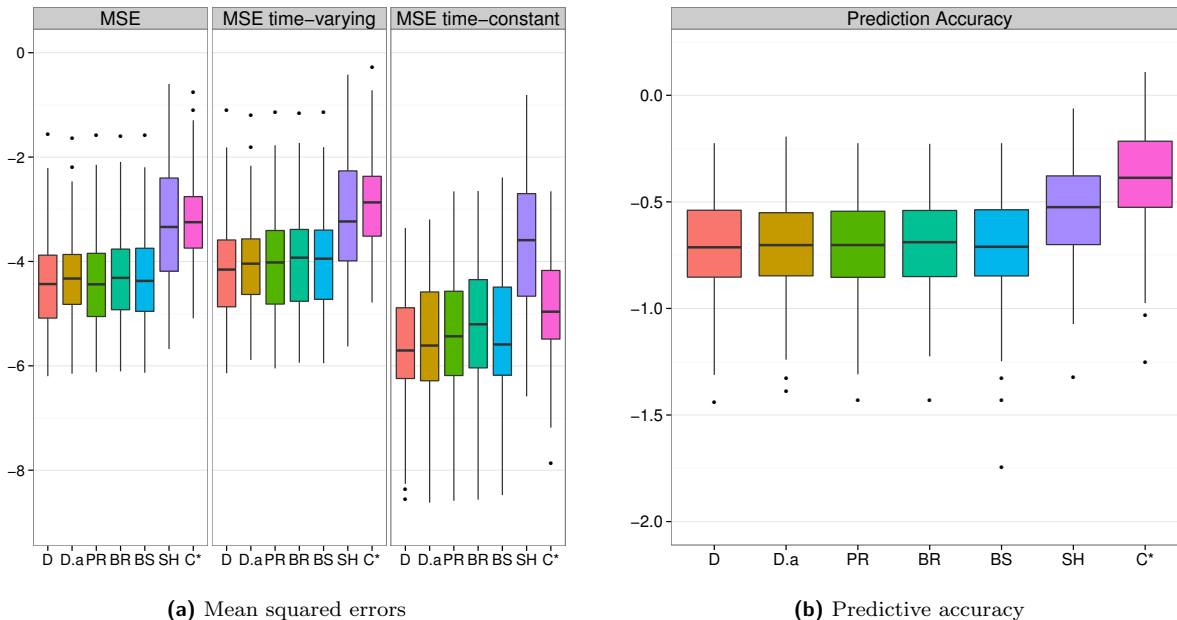 MSE MSE time−varying MSE time−constant
0
−2
−4
−6
−8
D D.a PR BR BS SH C* D D.a PR BR BS SH C* D D.a PR BR BS SH C*
(a) Mean squared errors
Prediction Accuracy
0.0
−0.5
−1.0
−1.5
−2.0
D D.a PR BR BS SH C*
(b) Predictive accuracy